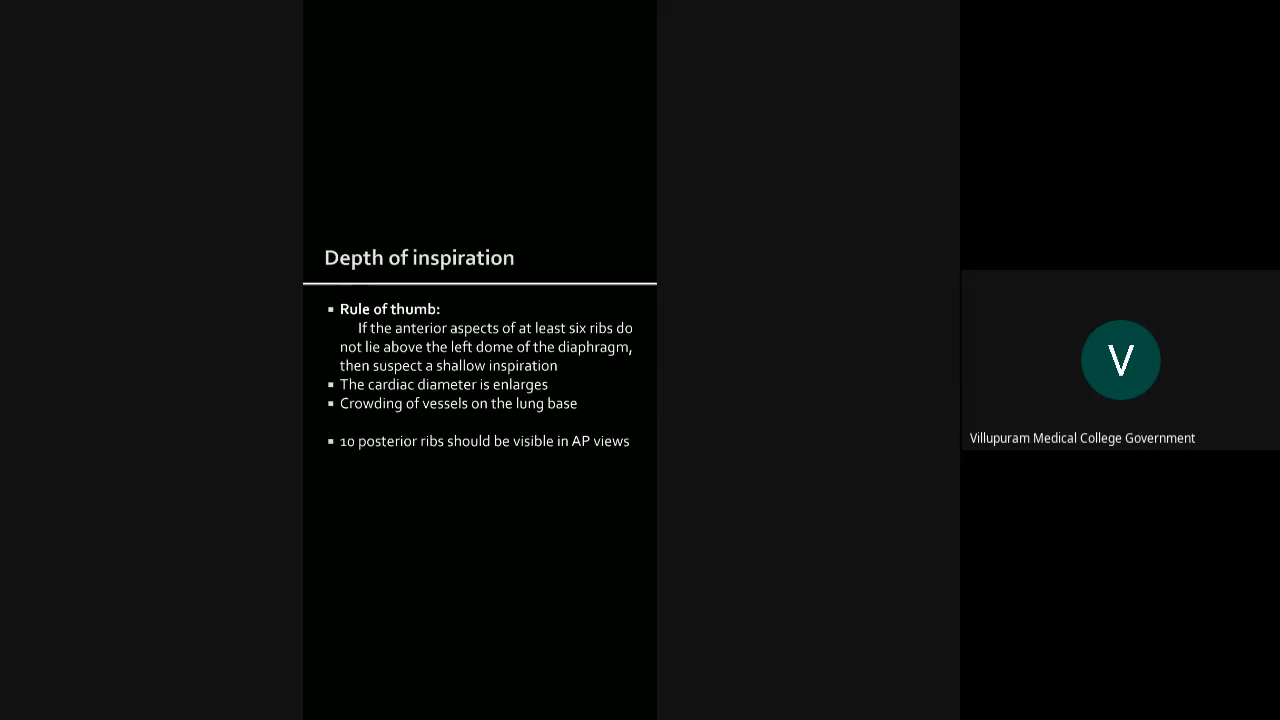 Depth of inspiration
▪ Rule of thumb:
If the anterior aspects of at least six ribs do
not lie above the left dome of the diaphragm,
then suspect a shallow inspiration
▪ The cardiac diameter is enlarges
▪ Crowding of vessels on the lung base
▪ 10 posterior ribs should be visible in AP views
V
Villupuram Medical College Government